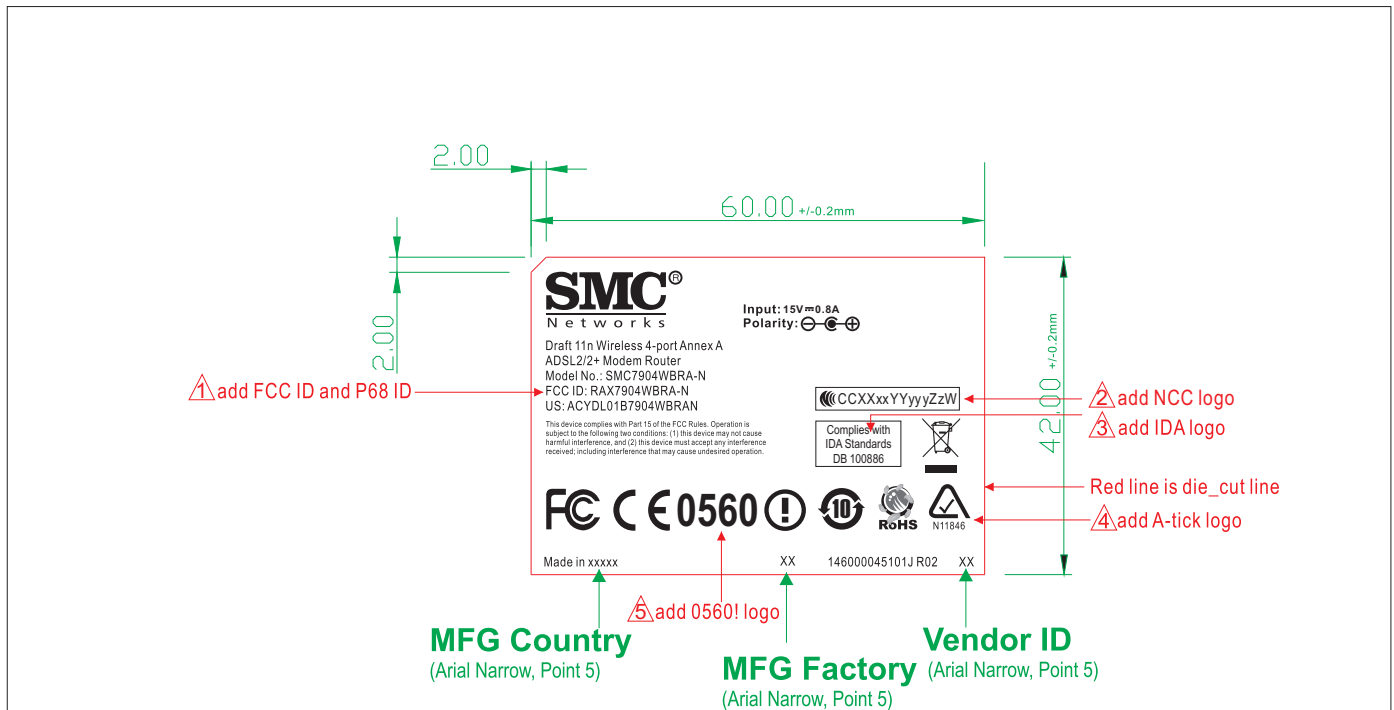 2.00
60.00 +/-0.2mm
2.00
42.00 +/-0.2mm
SMC®
Networks
Input: 15V⎓0.8A
Polarity:
Draft 11n Wireless 4-port Annex A
ADSL2/2+ Modem Router
Model No.: SMC7904WBRA-N
FCC ID: RAX7904WBRA-N
US: ACYDL01B7904WBRAN
This device complies with Part 15 of the FCC Rules. Operation is
subject to the following two conditions: (1) this device may not cause
harmful interference, and (2) this device must accept any interference
received; including interference that may cause undesired operation.
1 add FCC ID and P68 ID
CCXXxxYYyyyZzW
2 add NCC logo
Complies with
IDA Standards
DB 100886
3 add IDA logo
Red line is die_cut line
FCC CE 0560 ! 10 RoHS
N11846
4 add A-tick logo
Made in xxxxx
XX
146000045101J R02
XX
5 add 0560! logo
MFG Country
(Arial Narrow, Point 5)
MFG Factory
(Arial Narrow, Point 5)
Vendor ID
(Arial Narrow, Point 5)